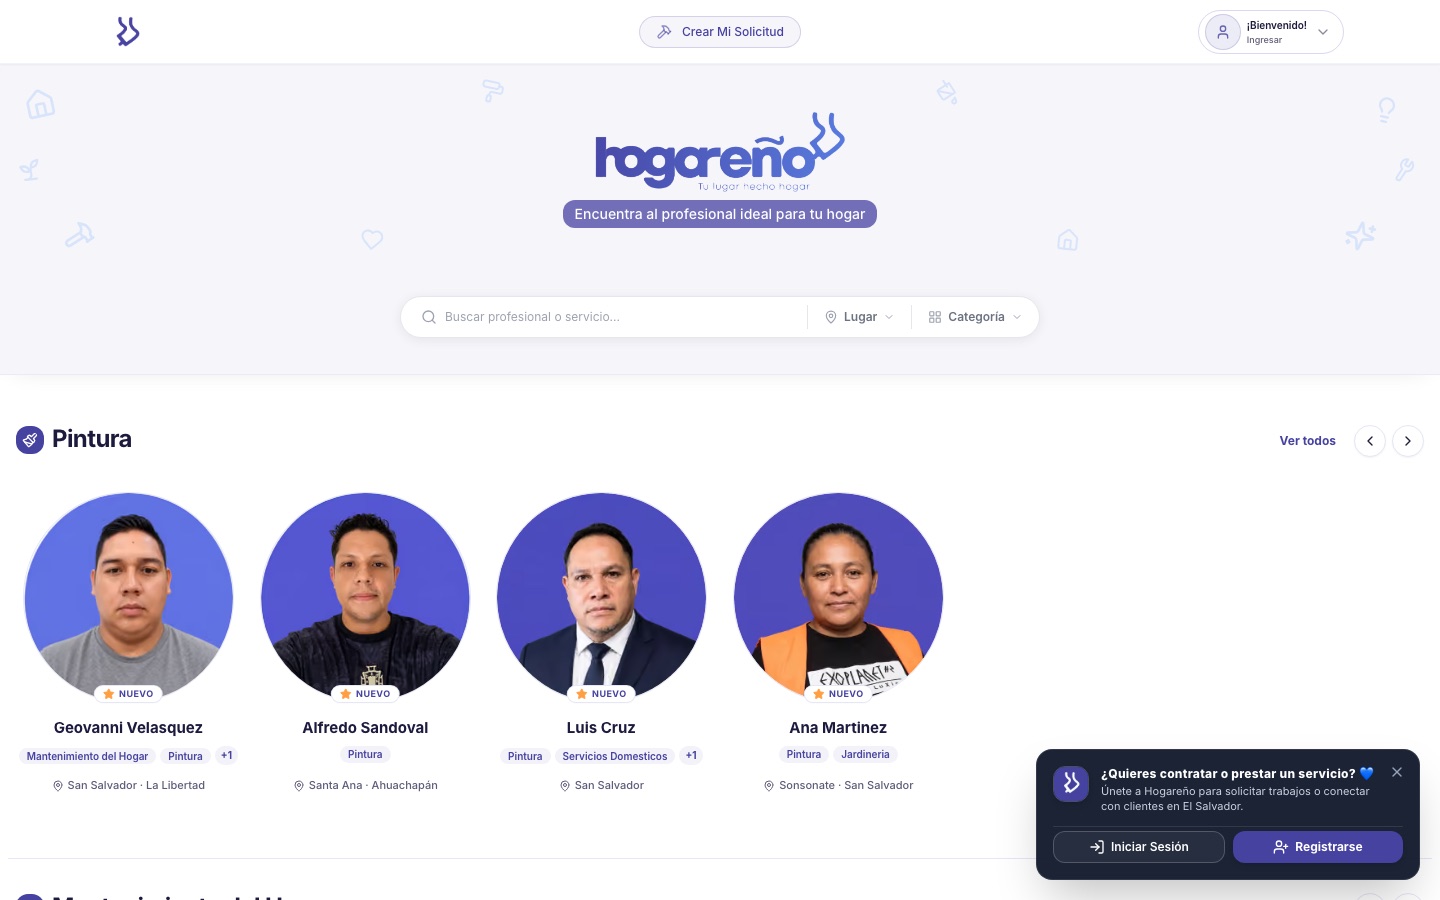 Crear Mi Solicitud
¡Bienvenido!
Ingresar
hogareño
Tu lugar hecho hogar
Encuentra al profesional ideal para tu hogar
Buscar profesional o servicio...
Lugar
Categoría
Pintura
Ver todos
NUEVO
NUEVO
NUEVO
EXOPLANET
NUEVO
Geovanni Velasquez
Alfredo Sandoval
Luis Cruz
Ana Martinez
Mantenimiento del Hogar
Pintura
+1
Pintura
Pintura
Servicios Domesticos
+1
Pintura
Jardineria
San Salvador · La Libertad
Santa Ana · Ahuachapán
San Salvador
Sonsonate · San Salvador
¿Quieres contratar o prestar un servicio? 💙
Únete a Hogareño para solicitar trabajos o conectar
con clientes en El Salvador.
Iniciar Sesión
Registrarse